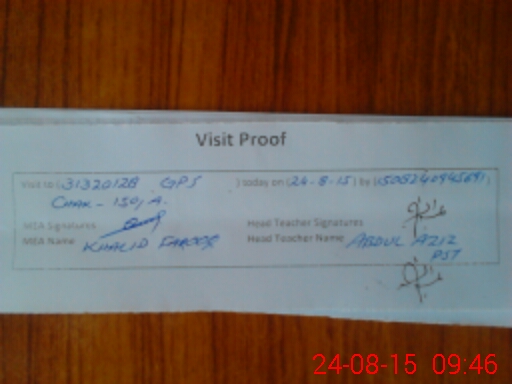 Visit Proof
Visit to (31320128 GPS ) today on (24-8-15) by (
CHAK - 150, A.
MEA Signatures Head Teacher Signatures
MEA Name KHALID FAROOQ Head Teacher Name ABDUL AZIZ
PST
24-08-15 09:46